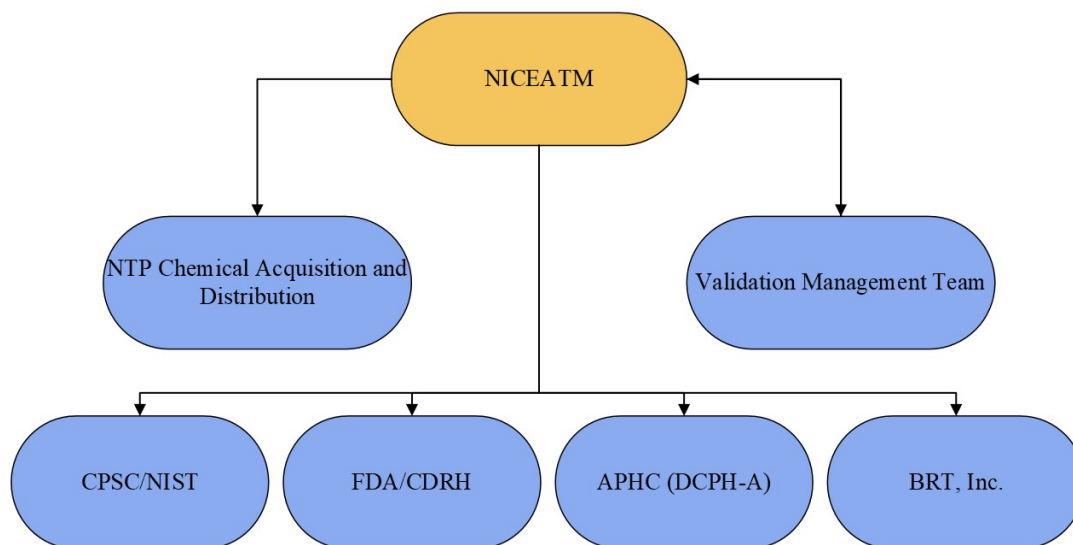 NICEATM
NTP Chemical Acquisition and
Distribution
Validation Management Team
CPSC/NIST
FDA/CDRH
APHC (DCPH-A)
BRT, Inc.